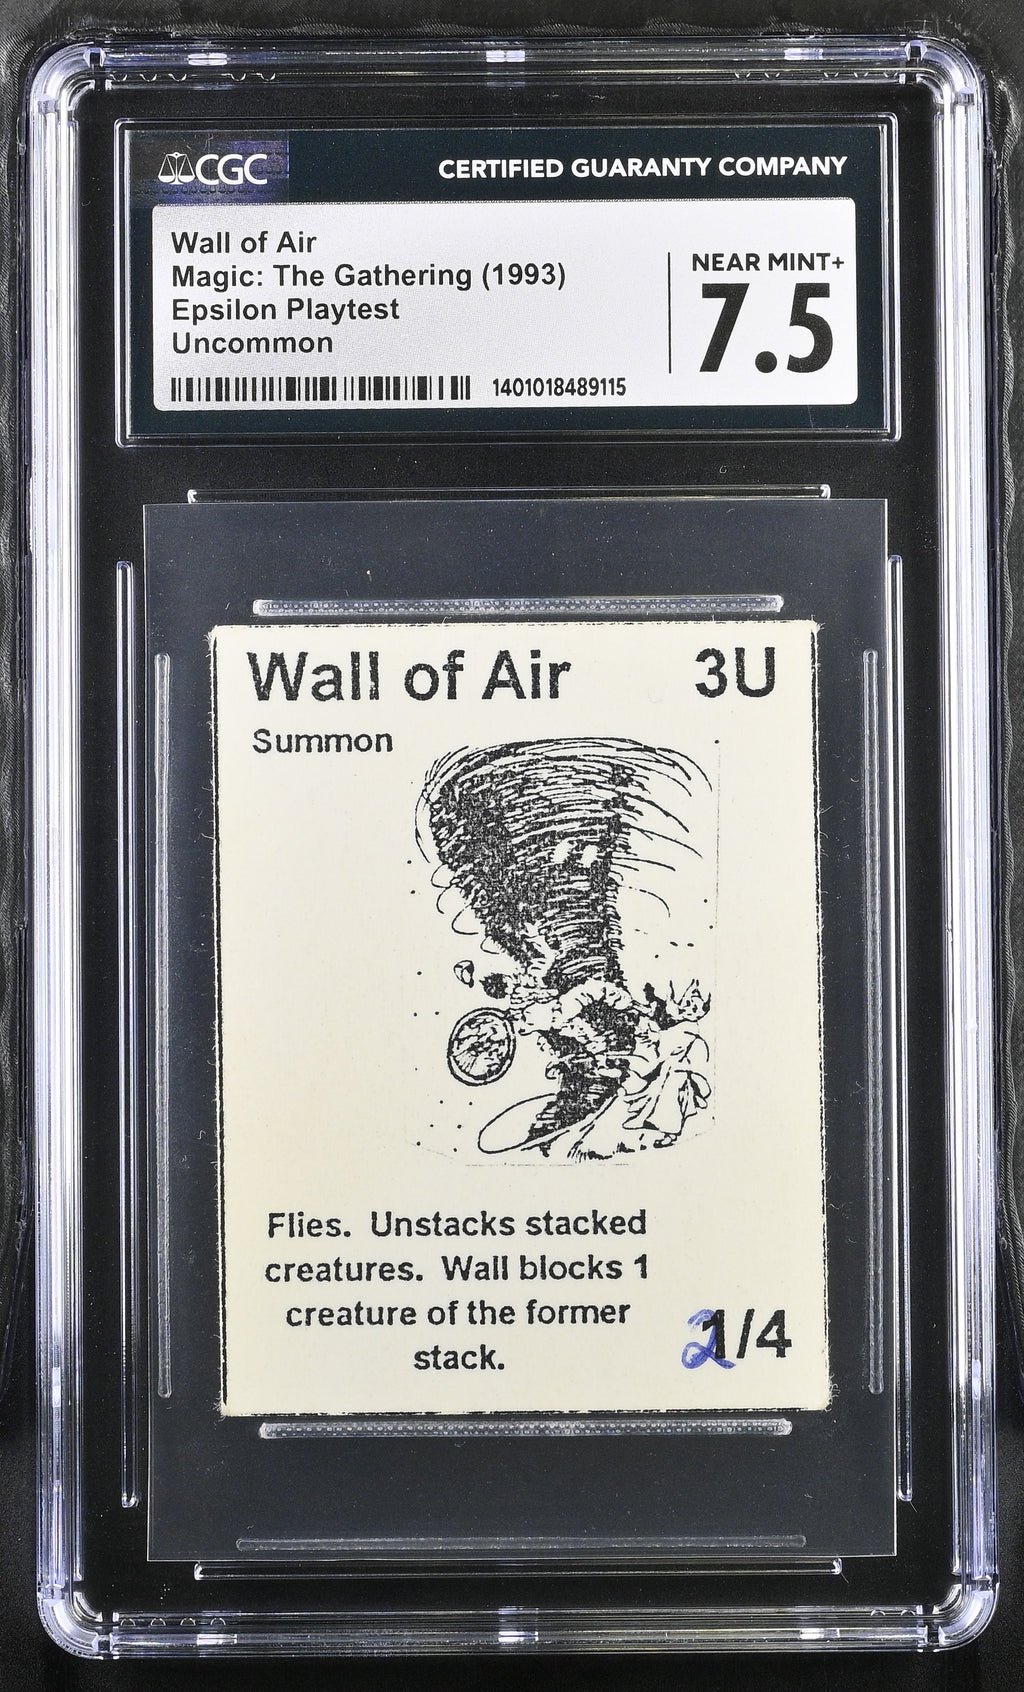 CGC
CERTIFIED GUARANTY COMPANY
Wall of Air
Magic: The Gathering (1993)
Epsilon Playtest
Uncommon
NEAR MINT+
7.5
1401018489115
Wall of Air 3U
Summon
Flies. Unstacks stacked
creatures. Wall blocks 1
creature of the former
stack.
21/4